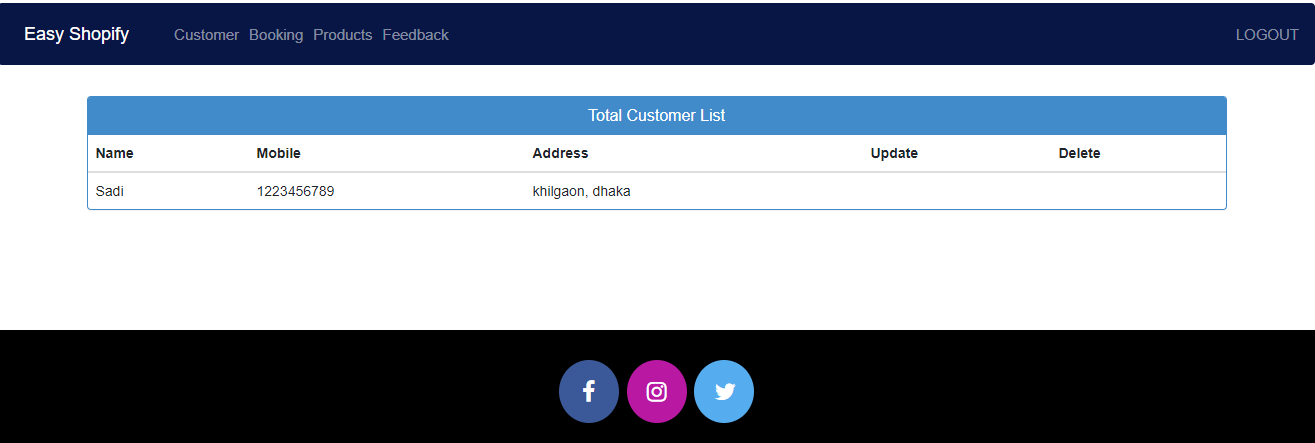 Easy Shopify Customer Booking Products Feedback LOGOUT
Total Customer List
Name Mobile Address Update Delete
Sadi 1223456789 khilgaon, dhaka